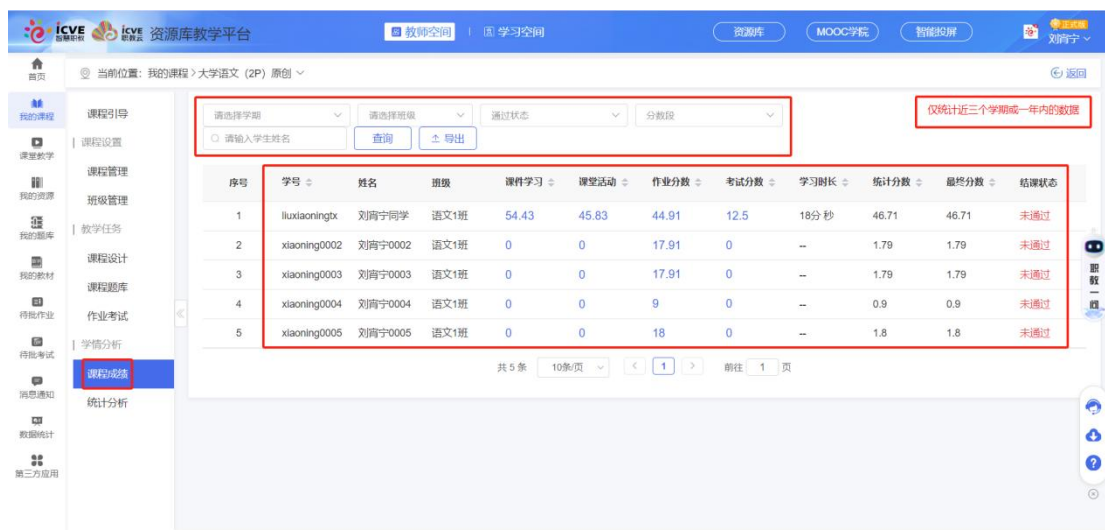 icve 智慧职教 icve 职教云 资源库教学平台 教师空间 学习空间 资源库 MOOC学院 智能投屏 正式版 刘宵宁
首页 当前位置:我的课程>大学语文 (2P) 原创 返回
我的课程
课堂教学
我的资源
我的题库
我的教材
待批作业
待批考试
消息通知
数据统计
第三方应用
课程引导
课程设置
课程管理
班级管理
教学任务
课程设计
课程题库
作业考试
学情分析
课程成绩
统计分析
请选择学期 请选择班级 通过状态 分数段
请输入学生姓名 查询 导出
仅统计近三个学期或一年内的数据
序号 学号 姓名 班级 课件学习 课堂活动 作业分数 考试分数 学习时长 统计分数 最终分数 结课状态
1 liuxiaoningtx 刘宵宁同学 语文1班 54.43 45.83 44.91 12.5 18分 秒 46.71 46.71 未通过
2 xiaoning0002 刘宵宁0002 语文1班 0 0 17.91 0 -- 1.79 1.79 未通过
3 xiaoning0003 刘宵宁0003 语文1班 0 0 17.91 0 -- 1.79 1.79 未通过
4 xiaoning0004 刘宵宁0004 语文1班 0 0 9 0 -- 0.9 0.9 未通过
5 xiaoning0005 刘宵宁0005 语文1班 0 0 18 0 -- 1.8 1.8 未通过
共 5 条 10条/页 1 前往 1 页
职教一